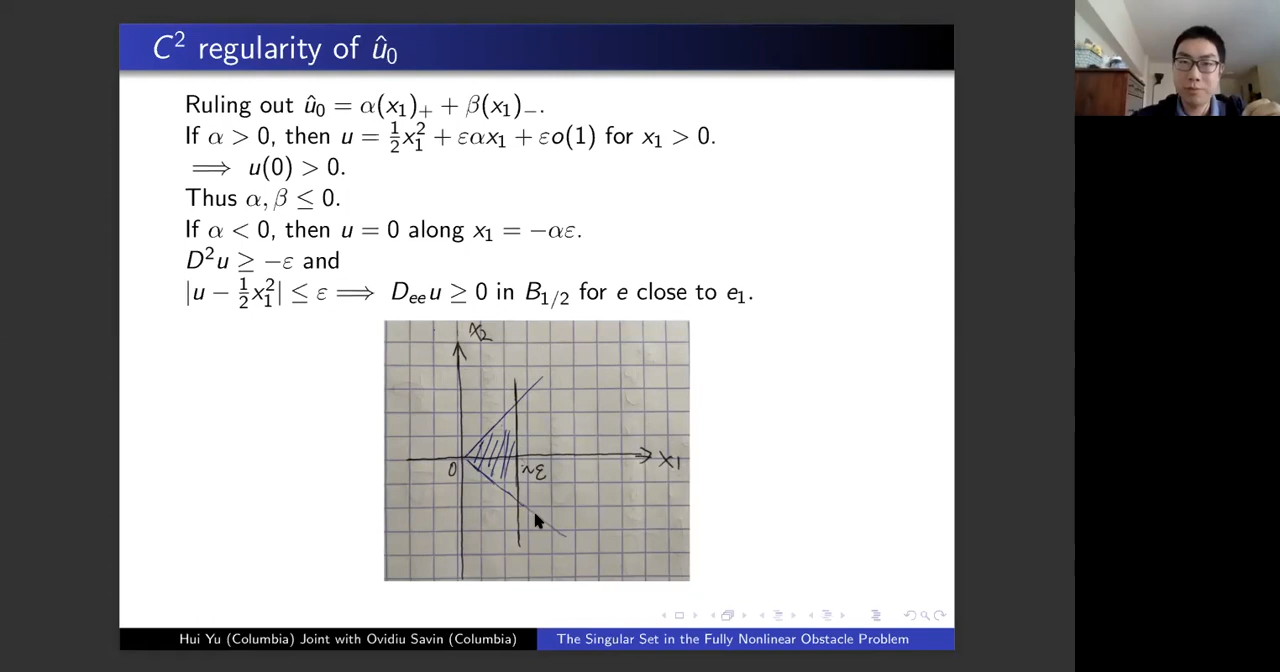 C² regularity of û₀
Ruling out û₀ = α(x₁)₊ + β(x₁)₋.
If α > 0, then u = ½x₁² + εαx₁ + εo(1) for x₁ > 0.
⟹ u(0) > 0.
Thus α, β ≤ 0.
If α < 0, then u = 0 along x₁ = −αε.
D²u ≥ −ε and
|u − ½x₁²| ≤ ε ⟹ Dₑₑu ≥ 0 in B₁/₂ for e close to e₁.
x₂
0 ~ε x₁
Hui Yu (Columbia) Joint with Ovidiu Savin (Columbia) The Singular Set in the Fully Nonlinear Obstacle Problem